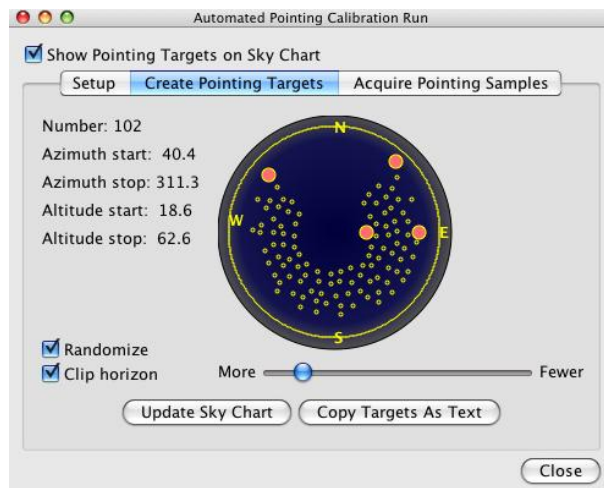 Automated Pointing Calibration Run
Show Pointing Targets on Sky Chart
Setup Create Pointing Targets Acquire Pointing Samples
Number: 102
Azimuth start: 40.4
Azimuth stop: 311.3
Altitude start: 18.6
Altitude stop: 62.6
N
W
E
S
Randomize
Clip horizon
More Fewer
Update Sky Chart Copy Targets As Text
Close